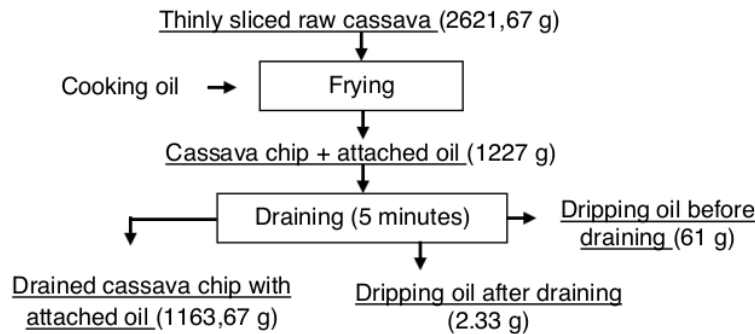 Thinly sliced raw cassava (2621,67 g)
Cooking oil
Frying
Cassava chip + attached oil (1227 g)
Draining (5 minutes)
Dripping oil before
draining (61 g)
Drained cassava chip with
attached oil (1163,67 g)
Dripping oil after draining
(2.33 g)